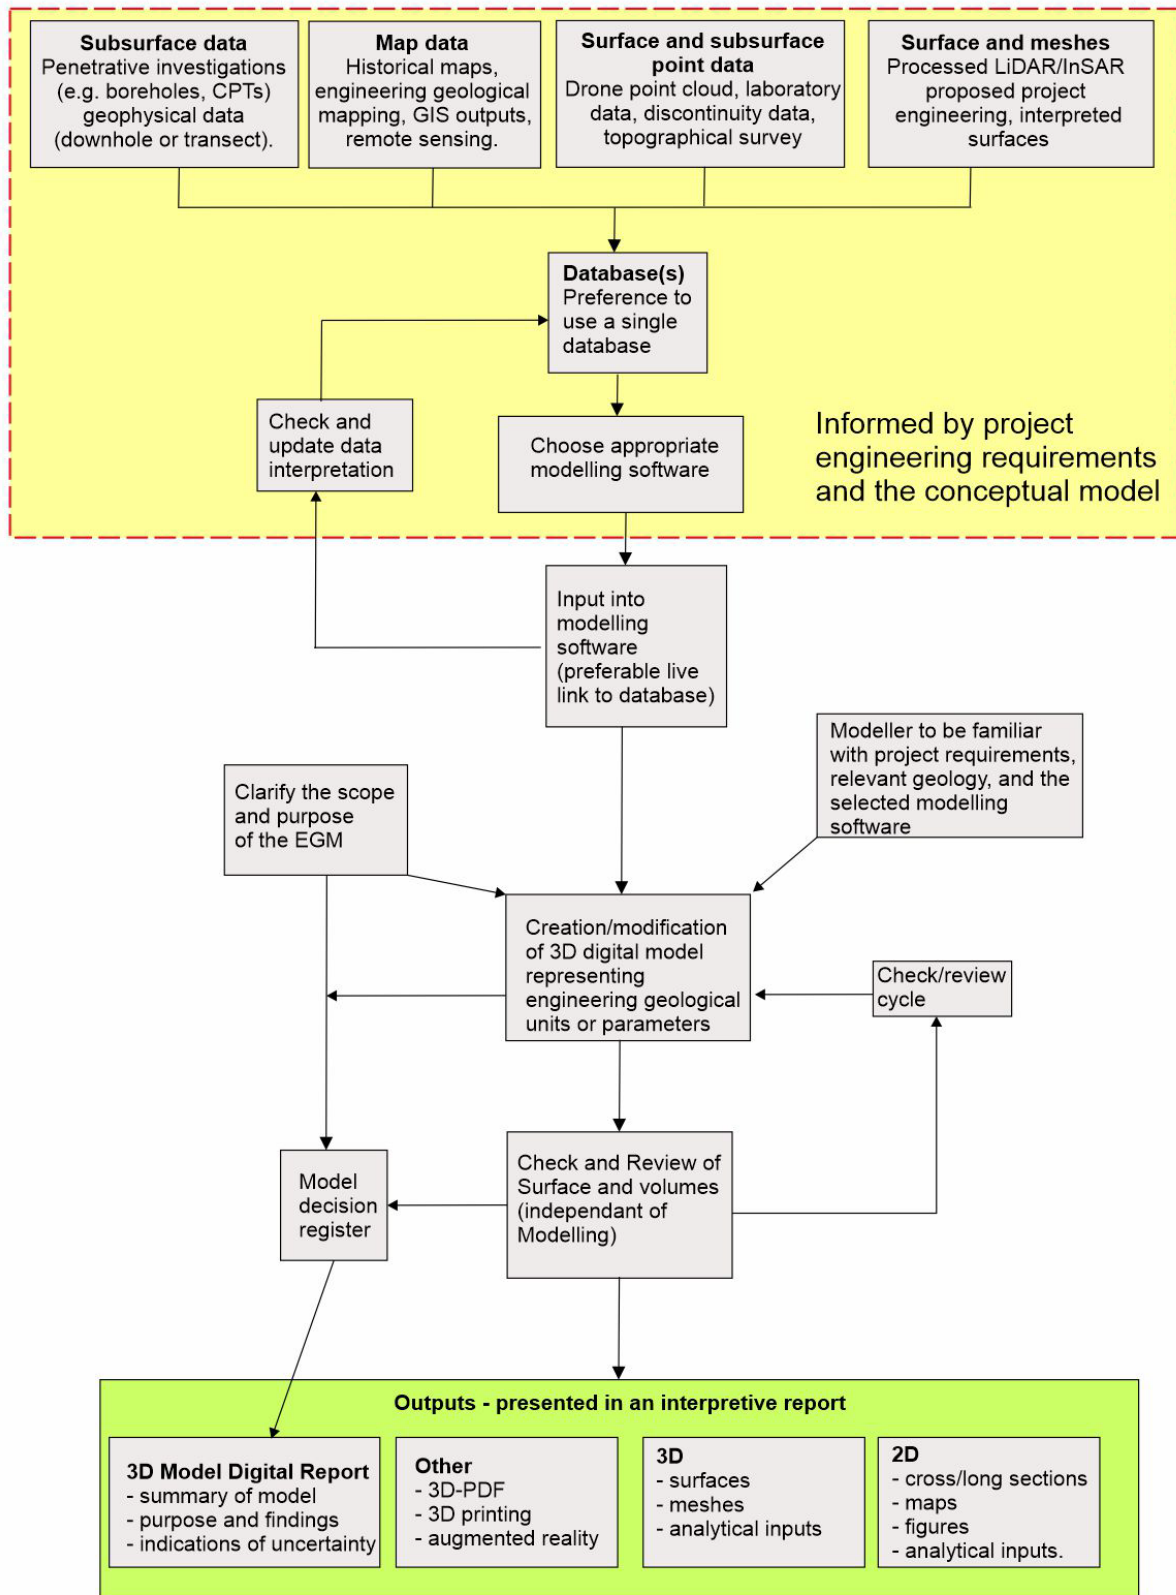 Subsurface data
Penetrative investigations
(e.g. boreholes, CPTs)
geophysical data
(downhole or transect).
Map data
Historical maps,
engineering geological
mapping, GIS outputs,
remote sensing.
Surface and subsurface
point data
Drone point cloud, laboratory
data, discontinuity data,
topographical survey
Surface and meshes
Processed LiDAR/InSAR
proposed project
engineering, interpreted
surfaces
Database(s)
Preference to
use a single
database
Check and
update data
interpretation
Choose appropriate
modelling software
Informed by project
engineering requirements
and the conceptual model
Input into
modelling
software
(preferable live
link to database)
Modeller to be familiar
with project requirements,
relevant geology, and the
selected modelling
software
Clarify the scope
and purpose
of the EGM
Creation/modification
of 3D digital model
representing
engineering geological
units or parameters
Check/review
cycle
Model
decision
register
Check and Review of
Surface and volumes
(independant of
Modelling)
Outputs - presented in an interpretive report
3D Model Digital Report
- summary of model
- purpose and findings
- indications of uncertainty
Other
- 3D-PDF
- 3D printing
- augmented reality
3D
- surfaces
- meshes
- analytical inputs
2D
- cross/long sections
- maps
- figures
- analytical inputs.